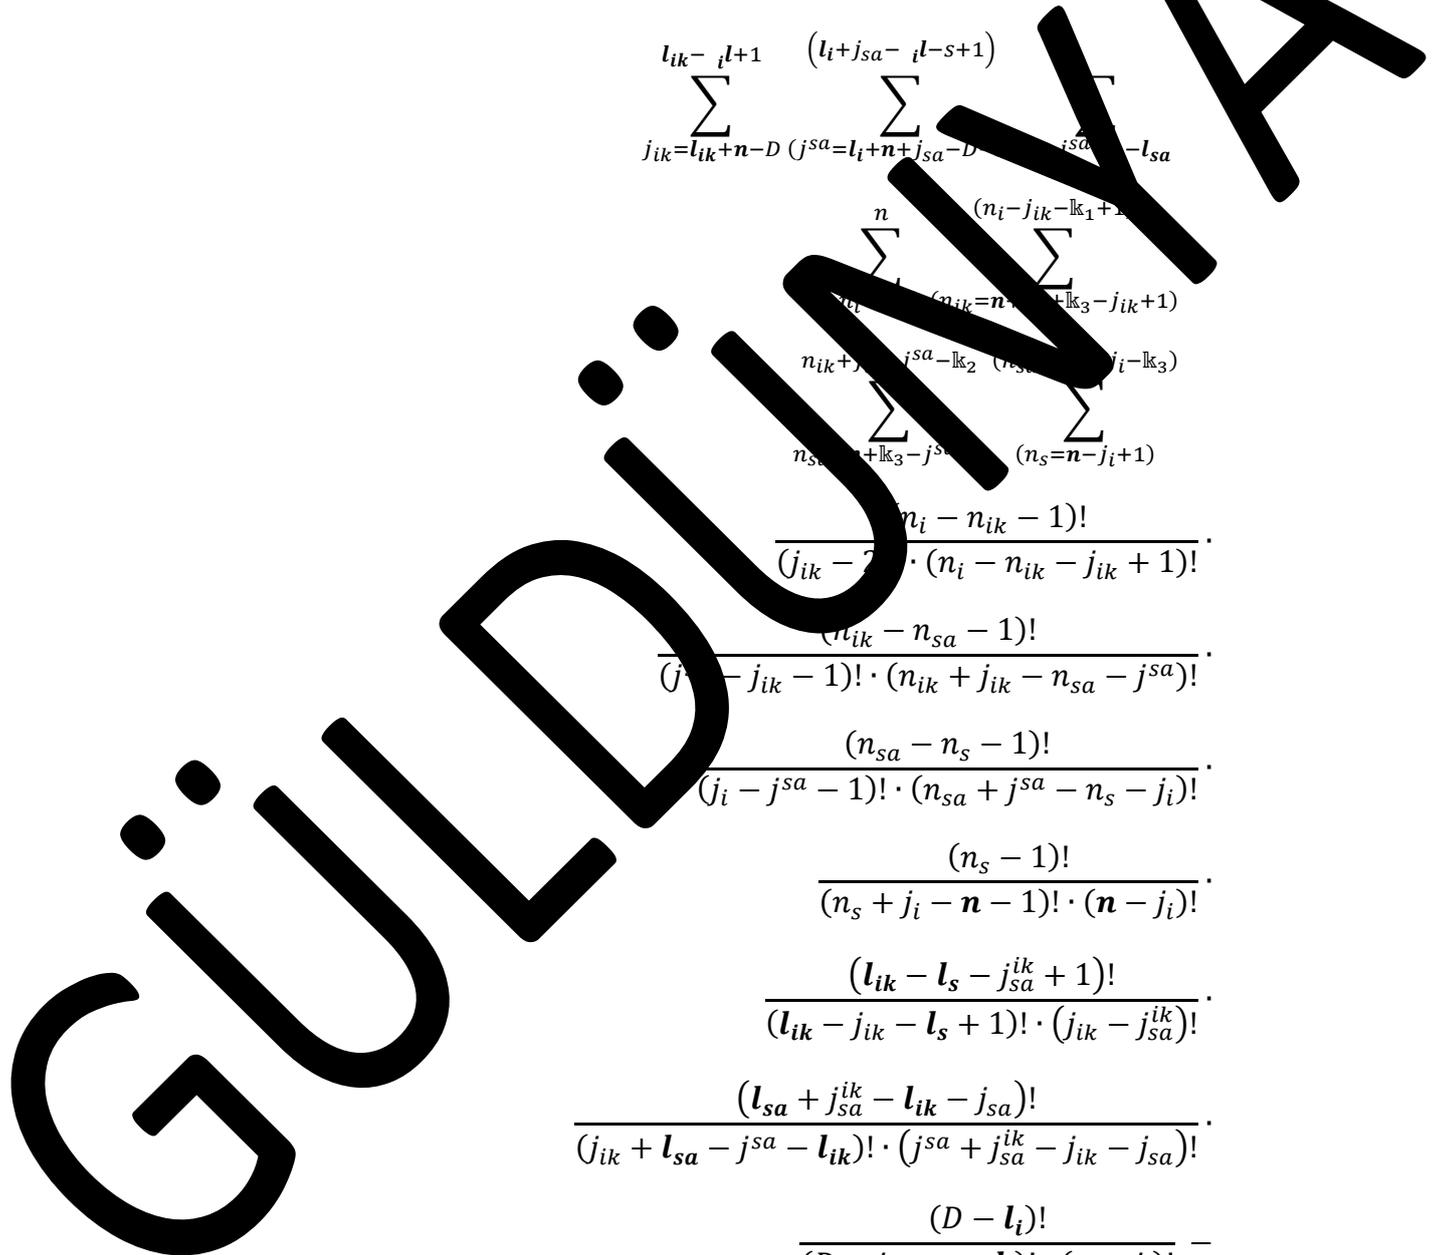 l_{ik}− _{i}l+1 (l_i+j_{sa}− _{i}l−s+1)
∑ ∑ ∑
j_{ik}=l_{ik}+n−D (j^{sa}=l_i+n+j_{sa}−D −l_{sa}
n (n_i−j_{ik}−𝕜_1+1
∑ ∑
(n_{ik}=n +𝕜_3−j_{ik}+1)
n_{ik}+ j^{sa}−𝕜_2 j_i−𝕜_3)
∑ ∑
+𝕜_3−j^{sa} (n_s=n−j_i+1)
(n_i − n_{ik} − 1)!
(j_{ik} − 2 · (n_i − n_{ik} − j_{ik} + 1)! ·
(n_{ik} − n_{sa} − 1)!
(j − j_{ik} − 1)! · (n_{ik} + j_{ik} − n_{sa} − j^{sa})! ·
(n_{sa} − n_s − 1)!
(j_i − j^{sa} − 1)! · (n_{sa} + j^{sa} − n_s − j_i)! ·
(n_s − 1)!
(n_s + j_i − n − 1)! · (n − j_i)! ·
(l_{ik} − l_s − j_{sa}^{ik} + 1)!
(l_{ik} − j_{ik} − l_s + 1)! · (j_{ik} − j_{sa}^{ik})! ·
(l_{sa} + j_{sa}^{ik} − l_{ik} − j_{sa})!
(j_{ik} + l_{sa} − j^{sa} − l_{ik})! · (j^{sa} + j_{sa}^{ik} − j_{ik} − j_{sa})! ·
(D − l_i)! −
GÜLDÜNYA